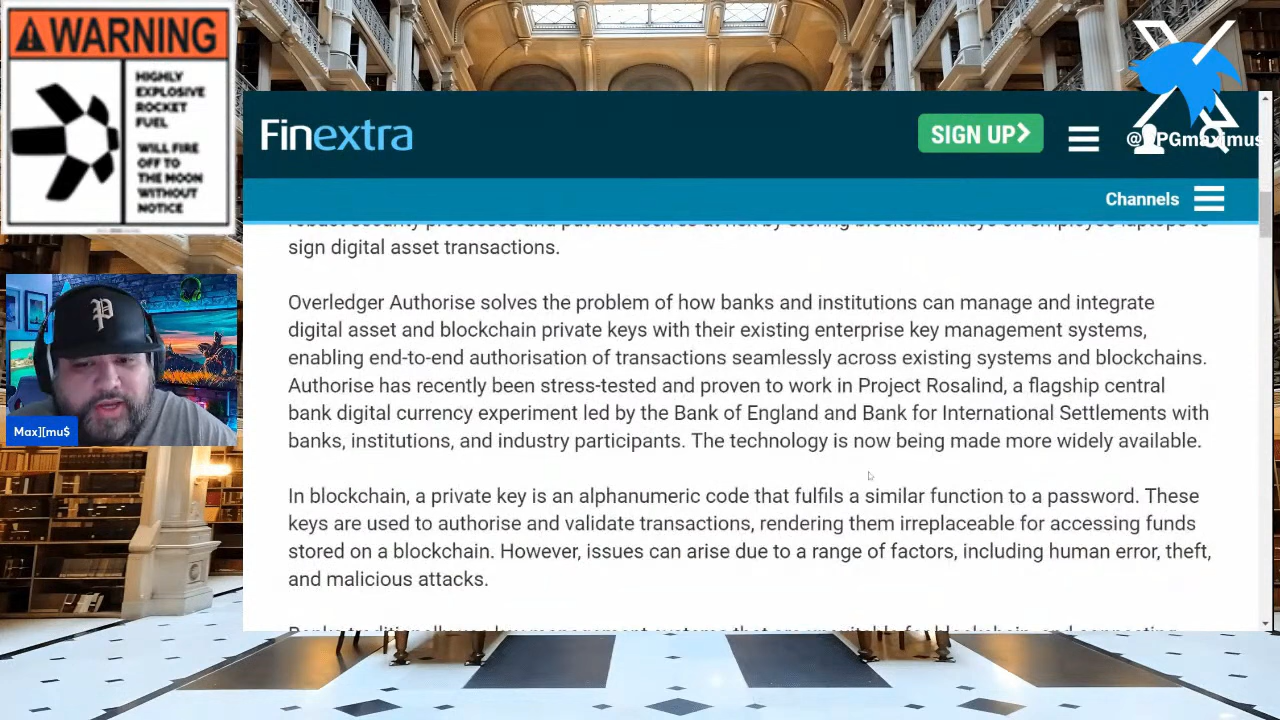 WARNING
HIGHLY
EXPLOSIVE
ROCKET
FUEL
WILL FIRE
OFF TO
THE MOON
WITHOUT
NOTICE
Finextra
SIGN UP
Channels
sign digital asset transactions.
Overledger Authorise solves the problem of how banks and institutions can manage and integrate
digital asset and blockchain private keys with their existing enterprise key management systems,
enabling end-to-end authorisation of transactions seamlessly across existing systems and blockchains.
Authorise has recently been stress-tested and proven to work in Project Rosalind, a flagship central
bank digital currency experiment led by the Bank of England and Bank for International Settlements with
banks, institutions, and industry participants. The technology is now being made more widely available.
In blockchain, a private key is an alphanumeric code that fulfils a similar function to a password. These
keys are used to authorise and validate transactions, rendering them irreplaceable for accessing funds
stored on a blockchain. However, issues can arise due to a range of factors, including human error, theft,
and malicious attacks.
Max][mu$